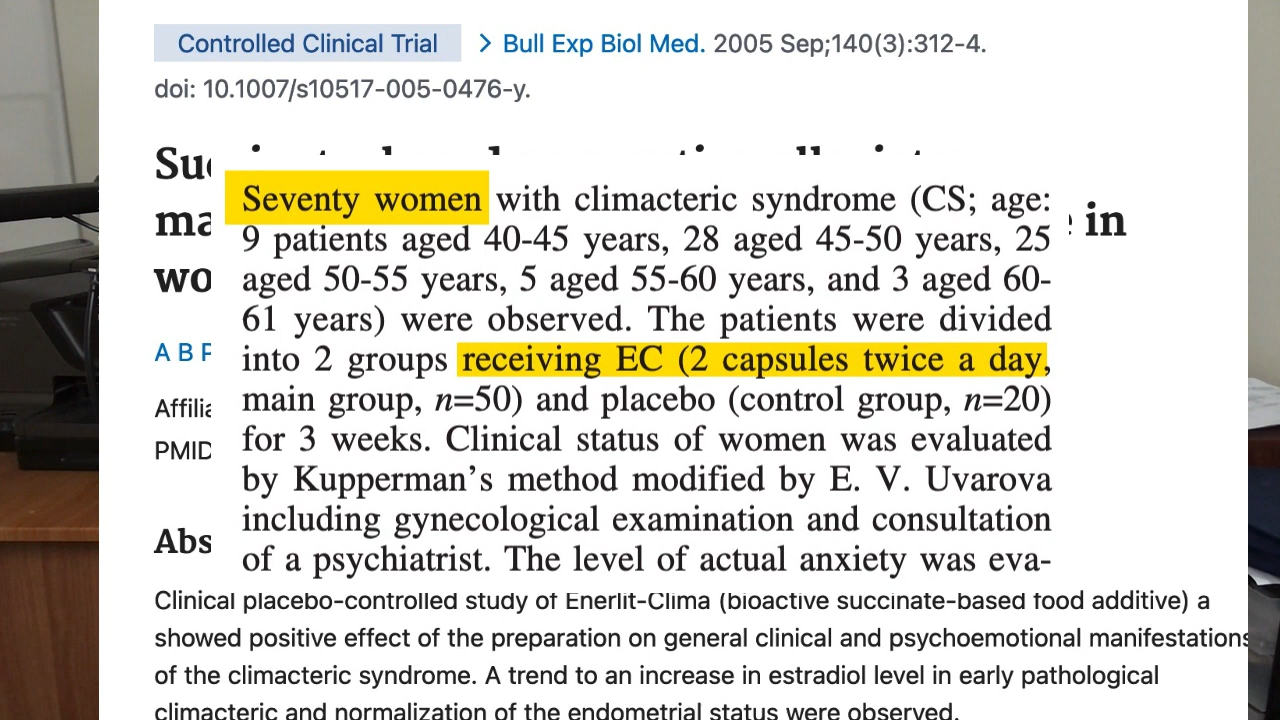 Controlled Clinical Trial > Bull Exp Biol Med. 2005 Sep;140(3):312-4.
doi: 10.1007/s10517-005-0476-y.
Seventy women with climacteric syndrome (CS; age:
in
9 patients aged 40-45 years, 28 aged 45-50 years, 25
aged 50-55 years, 5 aged 55-60 years, and 3 aged 60-
61 years) were observed. The patients were divided
into 2 groups receiving EC (2 capsules twice a day,
main group, n=50) and placebo (control group, n=20)
for 3 weeks. Clinical status of women was evaluated
PMID
by Kupperman's method modified by E. V. Uvarova
including gynecological examination and consultation
of a psychiatrist. The level of actual anxiety was eva-
Clinical placebo-controlled study of Enerlit-Clima (bioactive succinate-based food additive) a
showed positive effect of the preparation on general clinical and psychoemotional manifestations
of the climacteric syndrome. A trend to an increase in estradiol level in early pathological
climacteric and normalization of the endometrial status were observed.